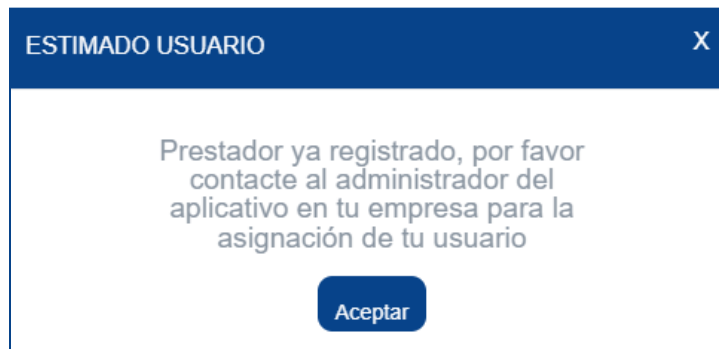 ESTIMADO USUARIO X
Prestador ya registrado, por favor
contacte al administrador del
aplicativo en tu empresa para la
asignación de tu usuario
Aceptar